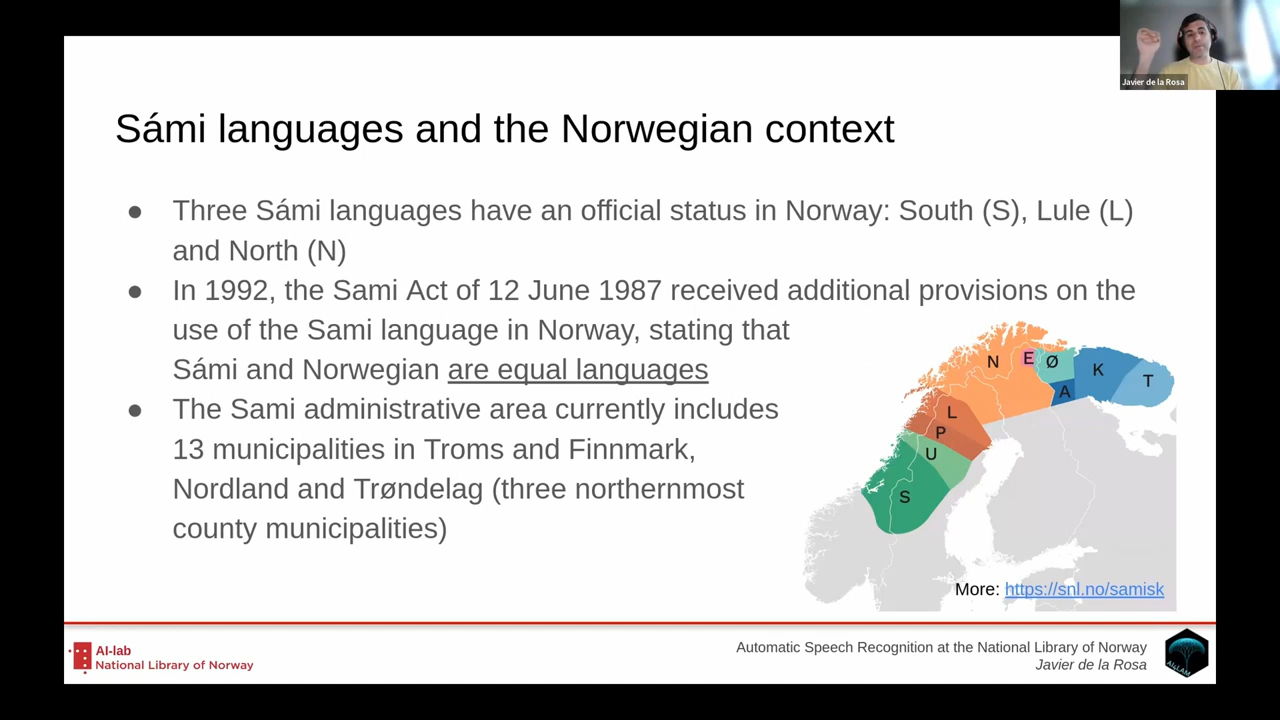 Javier de la Rosa
Sámi languages and the Norwegian context
● Three Sámi languages have an official status in Norway: South (S), Lule (L)
and North (N)
● In 1992, the Sami Act of 12 June 1987 received additional provisions on the
use of the Sami language in Norway, stating that
Sámi and Norwegian are equal languages
● The Sami administrative area currently includes
13 municipalities in Troms and Finnmark,
Nordland and Trøndelag (three northernmost
county municipalities)
N E Ø K T
A
L
P
U
S
More: https://snl.no/samisk
AI-lab
National Library of Norway
Automatic Speech Recognition at the National Library of Norway
Javier de la Rosa